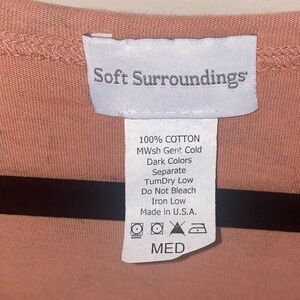 Soft Surroundings
100% COTTON
MWsh Gent Cold
Dark Colors
Separate
TumDry Low
Do Not Bleach
Iron Low
Made in U.S.A.
MED